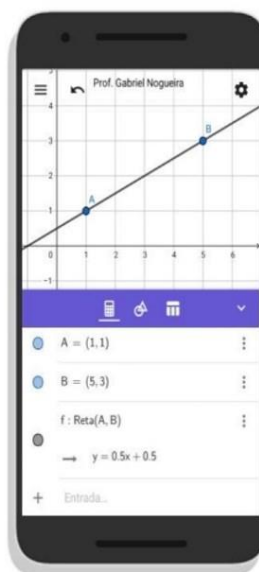 Prof. Gabriel Nogueira
4
3
B
2
A
1
0 1 2 3 4 5 6
−1
A = (1, 1)
B = (5, 3)
f : Reta(A, B)
→ y = 0.5x + 0.5
+ Entrada...